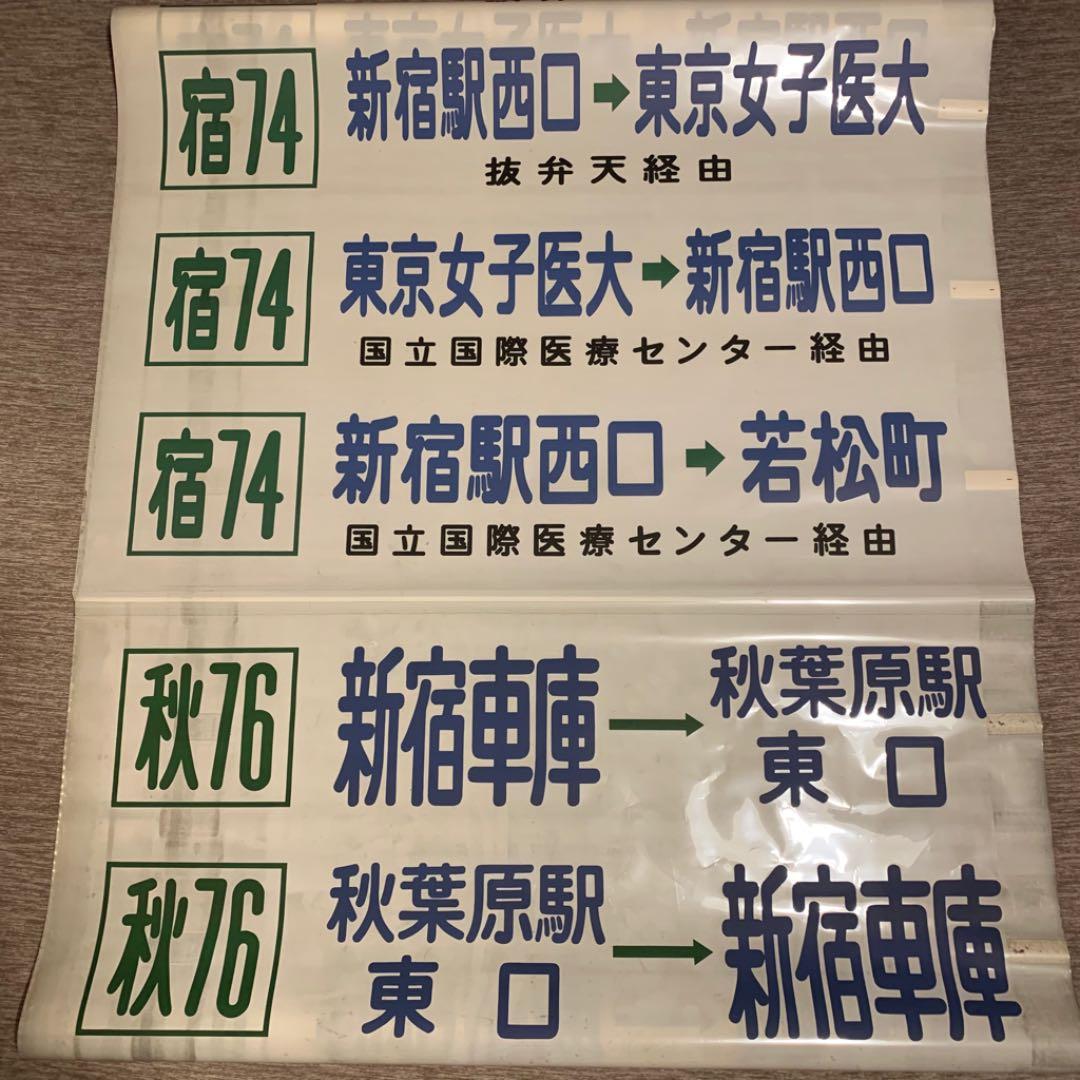 宿74 新宿駅西口➡東京女子医大
抜弁天経由
宿74 東京女子医大➡新宿駅西口
国立国際医療センター経由
宿74 新宿駅西口➡若松町
国立国際医療センター経由
秋76 新宿車庫→秋葉原駅
東口
秋76 秋葉原駅→新宿車庫
東口